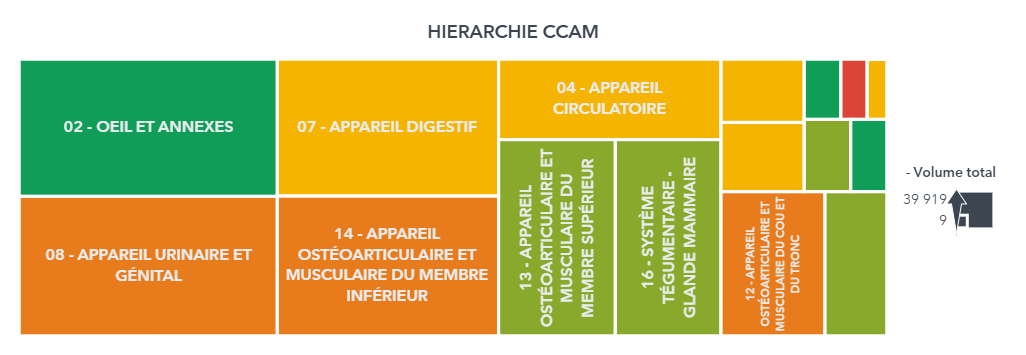 HIERARCHIE CCAM
02 - OEIL ET ANNEXES
07 - APPAREIL DIGESTIF
04 - APPAREIL
CIRCULATOIRE
08 - APPAREIL URINAIRE ET
GÉNITAL
14 - APPAREIL
OSTÉOARTICULAIRE ET
MUSCULAIRE DU MEMBRE
INFÉRIEUR
13 - APPAREIL
OSTÉOARTICULAIRE ET
MUSCULAIRE DU
MEMBRE SUPÉRIEUR
16 - SYSTÈME
TÉGUMENTAIRE -
GLANDE MAMMAIRE
12 - APPAREIL
OSTÉOARTICULAIRE ET
MUSCULAIRE DU COU ET
DU TRONC
- Volume total
39 919
9